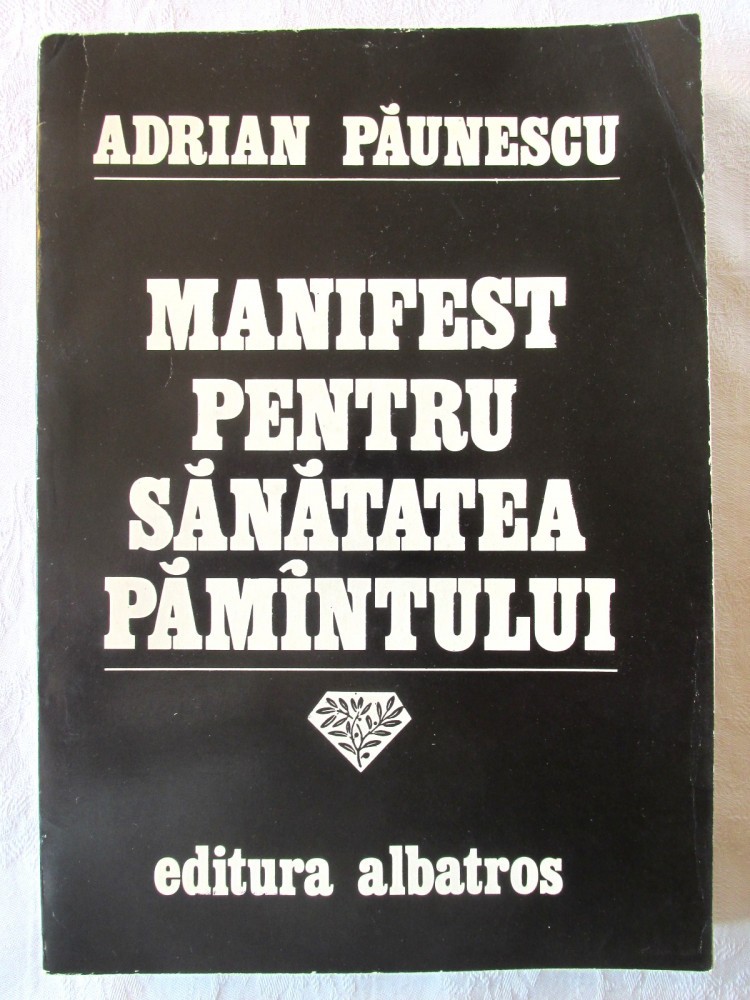 ADRIAN PĂUNESCU
MANIFEST
PENTRU
SĂNĂTATEA
PĂMÎNTULUI
editura albatros